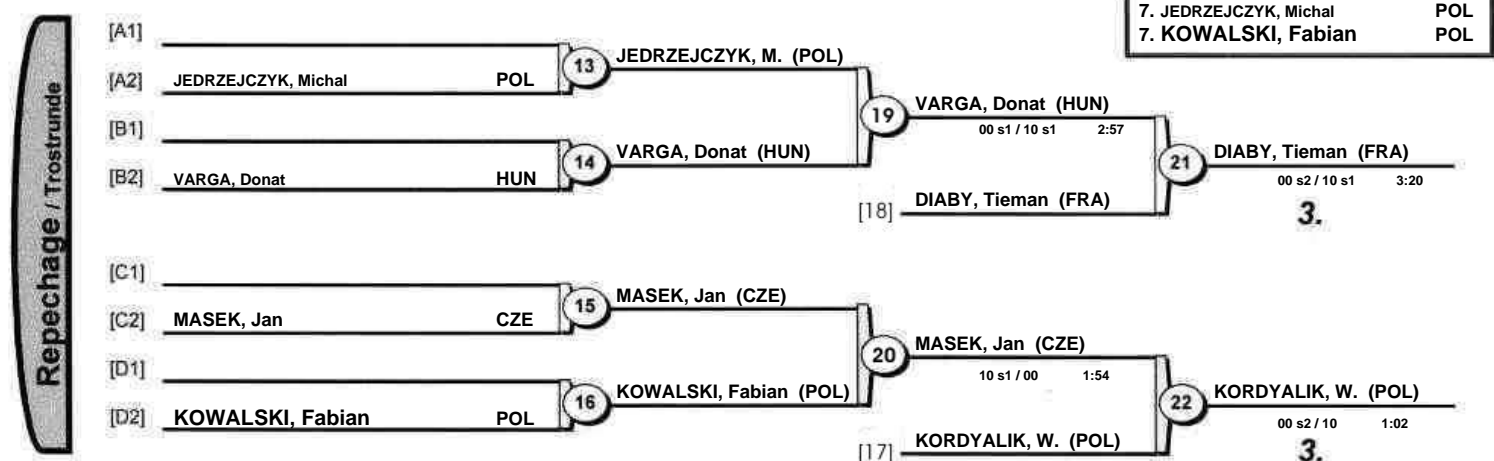 7. JEDRZEJCZYK, Michal POL
7. KOWALSKI, Fabian POL
Repechage / Trostrunde
[A1]
[A2] JEDRZEJCZYK, Michal POL
13 JEDRZEJCZYK, M. (POL)
[B1]
[B2] VARGA, Donat HUN
14 VARGA, Donat (HUN)
19 VARGA, Donat (HUN)
00 s1 / 10 s1 2:57
[18] DIABY, Tieman (FRA)
21 DIABY, Tieman (FRA)
00 s2 / 10 s1 3:20
3.
[C1]
[C2] MASEK, Jan CZE
15 MASEK, Jan (CZE)
[D1]
[D2] KOWALSKI, Fabian POL
16 KOWALSKI, Fabian (POL)
20 MASEK, Jan (CZE)
10 s1 / 00 1:54
[17] KORDYALIK, W. (POL)
22 KORDYALIK, W. (POL)
00 s2 / 10 1:02
3.